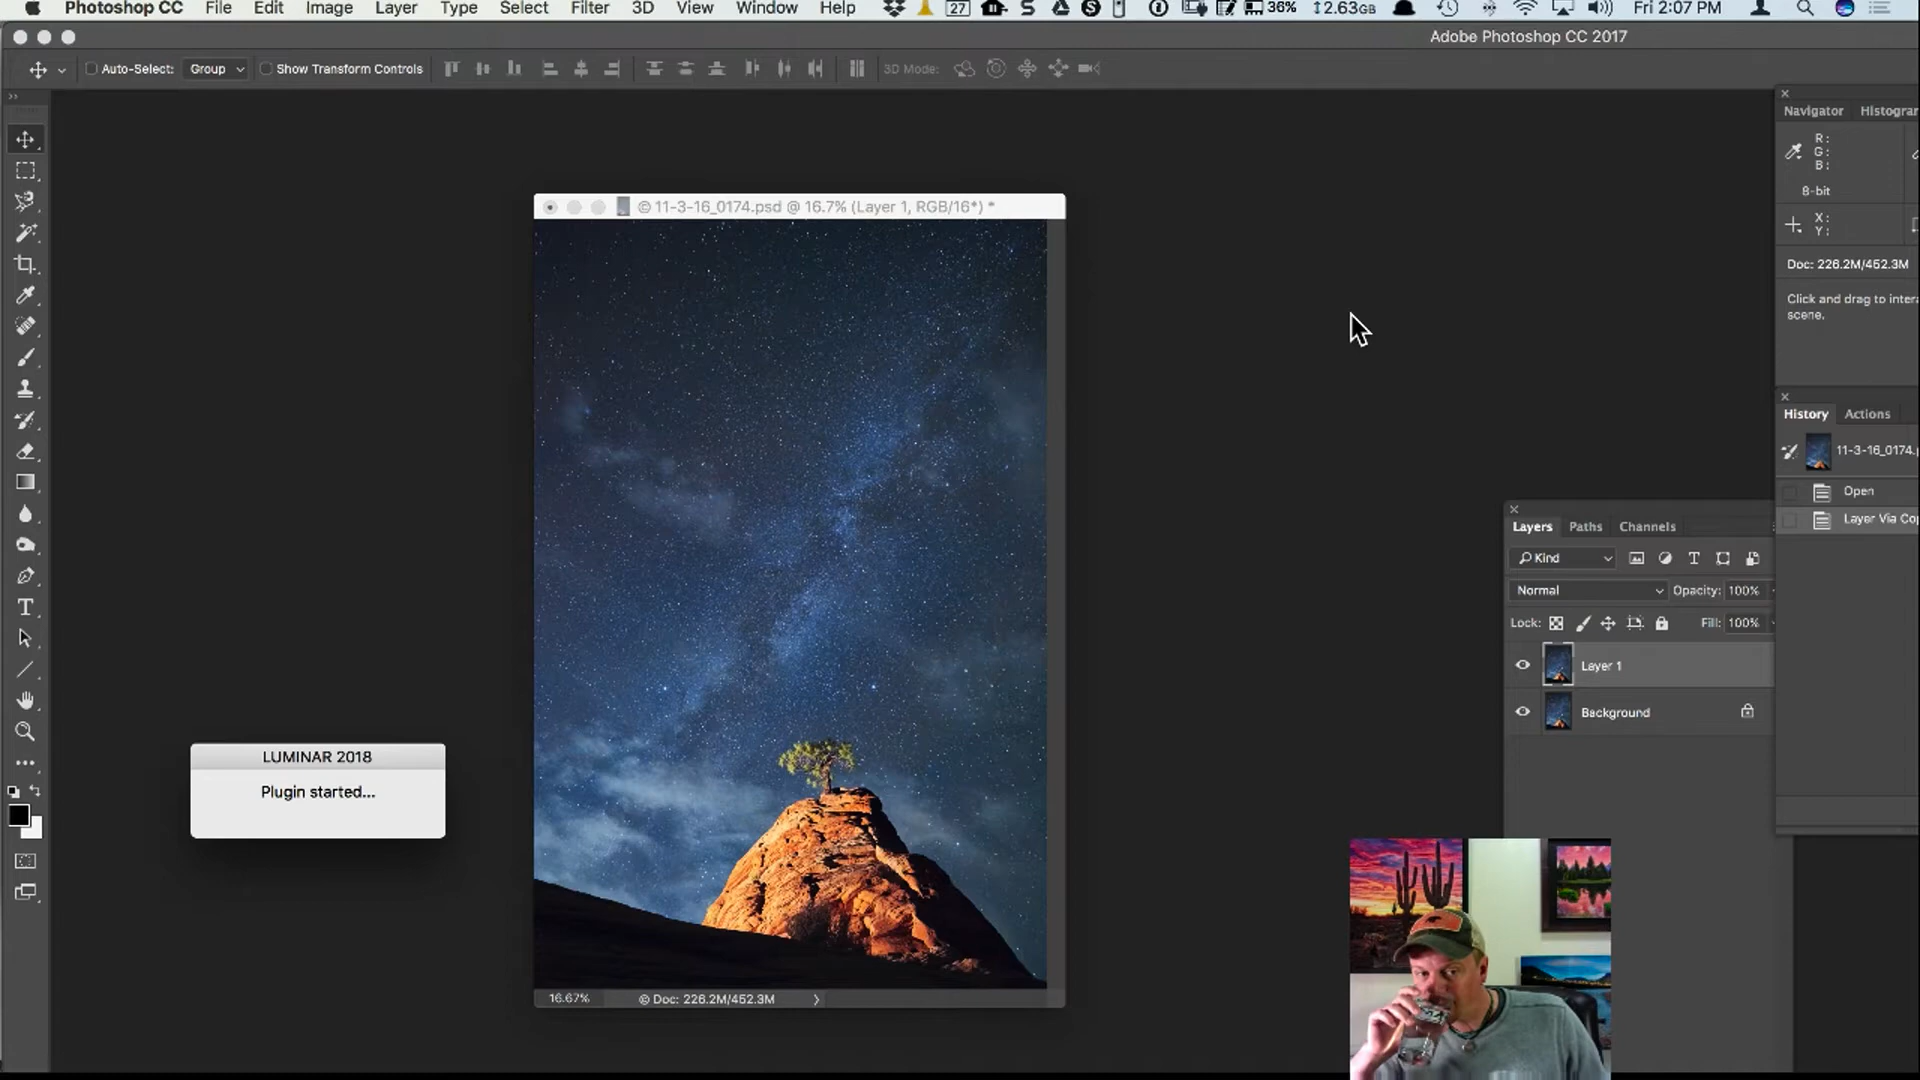 Photoshop CC File Edit Image Layer Type Select Filter 3D View Window Help 27 36% 2.63GB Fri 2:07 PM
Adobe Photoshop CC 2017
Auto-Select: Group Show Transform Controls 3D Mode:
Navigator Histogram
R:
G:
B:
8-bit
X:
Y:
Doc: 226.2M/452.3M
Click and drag to inter
scene.
© 11-3-16_0174.psd @ 16.7% (Layer 1, RGB/16*) *
History Actions
11-3-16_0174.p
Open
Layer Via Cop
Layers Paths Channels
Kind
Normal Opacity: 100%
Lock: Fill: 100%
Layer 1
Background
LUMINAR 2018
Plugin started...
16.67% © Doc: 226.2M/452.3M